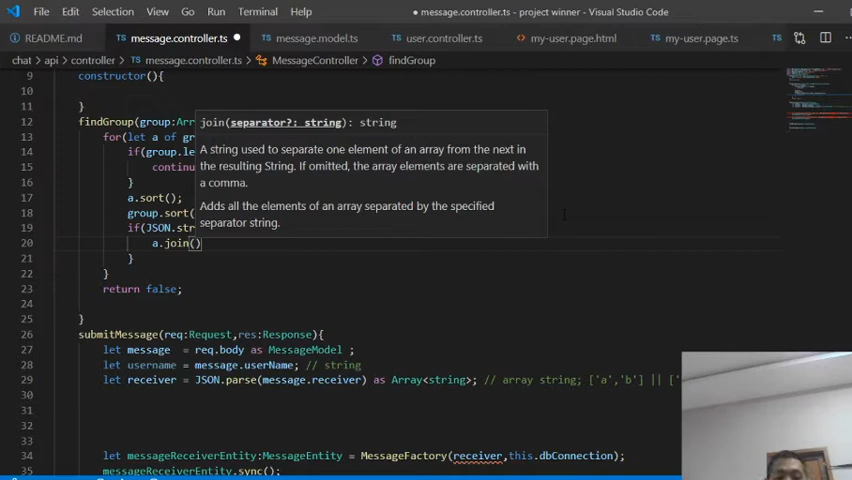 File Edit Selection View Go Run Terminal Help
● message.controller.ts - project winner - Visual Studio Code
README.md message.controller.ts ● message.model.ts user.controller.ts my-user.page.html my-user.page.ts
chat > api > controller > message.controller.ts > MessageController > findGroup
9 constructor(){
10
11 }
12 findGroup(group:Arr
13 for(let a of gr
14 if(group.le
15 continu
16 }
17 a.sort();
18 group.sort(
19 if(JSON.str
20 a.join()
21 }
22 }
23 return false;
24
25 }
26 submitMessage(req:Request,res:Response){
27 let message = req.body as MessageModel ;
28 let username = message.userName; // string
29 let receiver = JSON.parse(message.receiver) as Array<string>; // array string; ['a','b'] || ['
30
31
32
33
34 let messageReceiverEntity:MessageEntity = MessageFactory(receiver,this.dbConnection);
35 messageReceiverEntity.sync();
join(separator?: string): string
A string used to separate one element of an array from the next in
the resulting String. If omitted, the array elements are separated with
a comma.
Adds all the elements of an array separated by the specified
separator string.